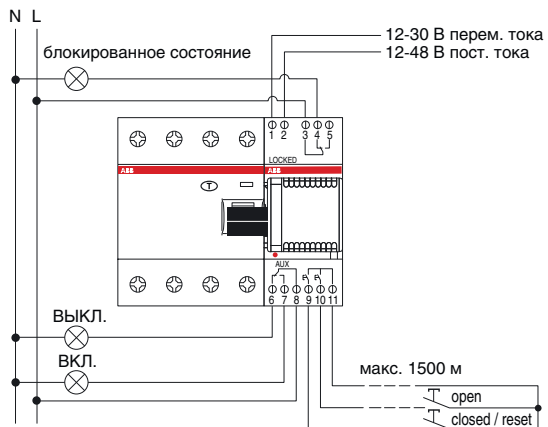 N L
12-30 В перем. тока
12-48 В пост. тока
блокированное состояние
1 2 3 4 5
LOCKED
ABB ABB
T
AUX
6 7 8 9 10 11
ВЫКЛ.
ВКЛ.
макс. 1500 м
open
closed / reset